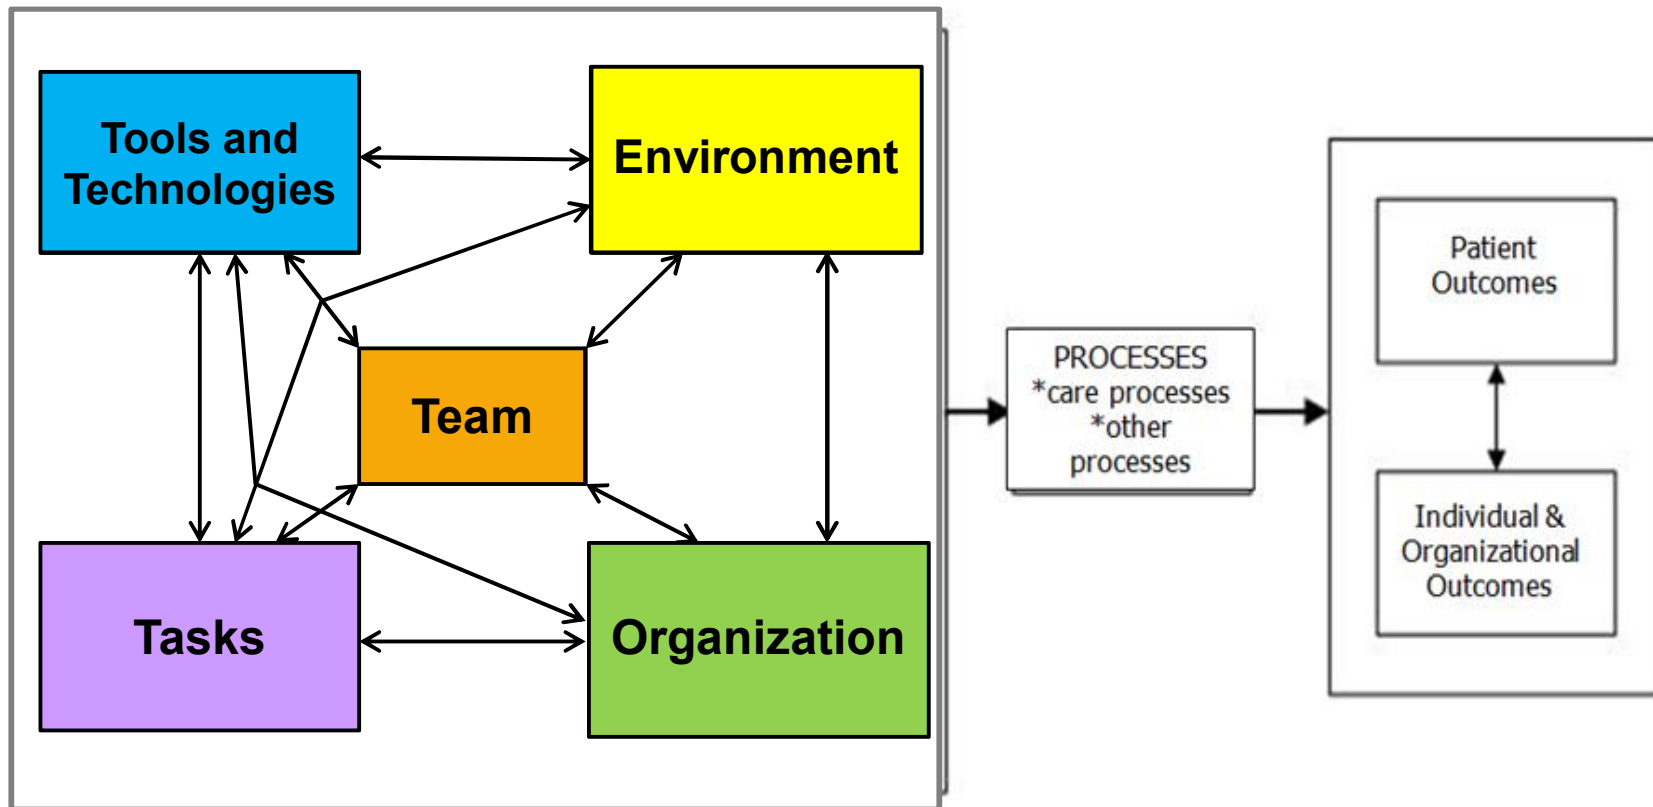 Tools and
Technologies
Environment
Team
Tasks
Organization
PROCESSES
*care processes
*other
processes
Patient
Outcomes
Individual &
Organizational
Outcomes